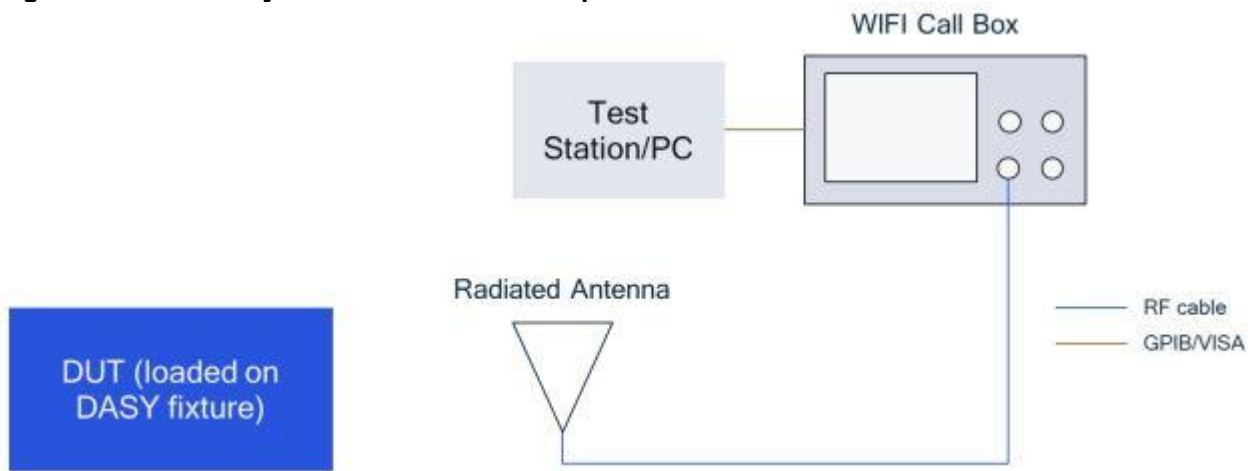 WIFI Call Box
Test
Station/PC
Radiated Antenna
RF cable
GPIB/VISA
DUT (loaded on
DASY fixture)